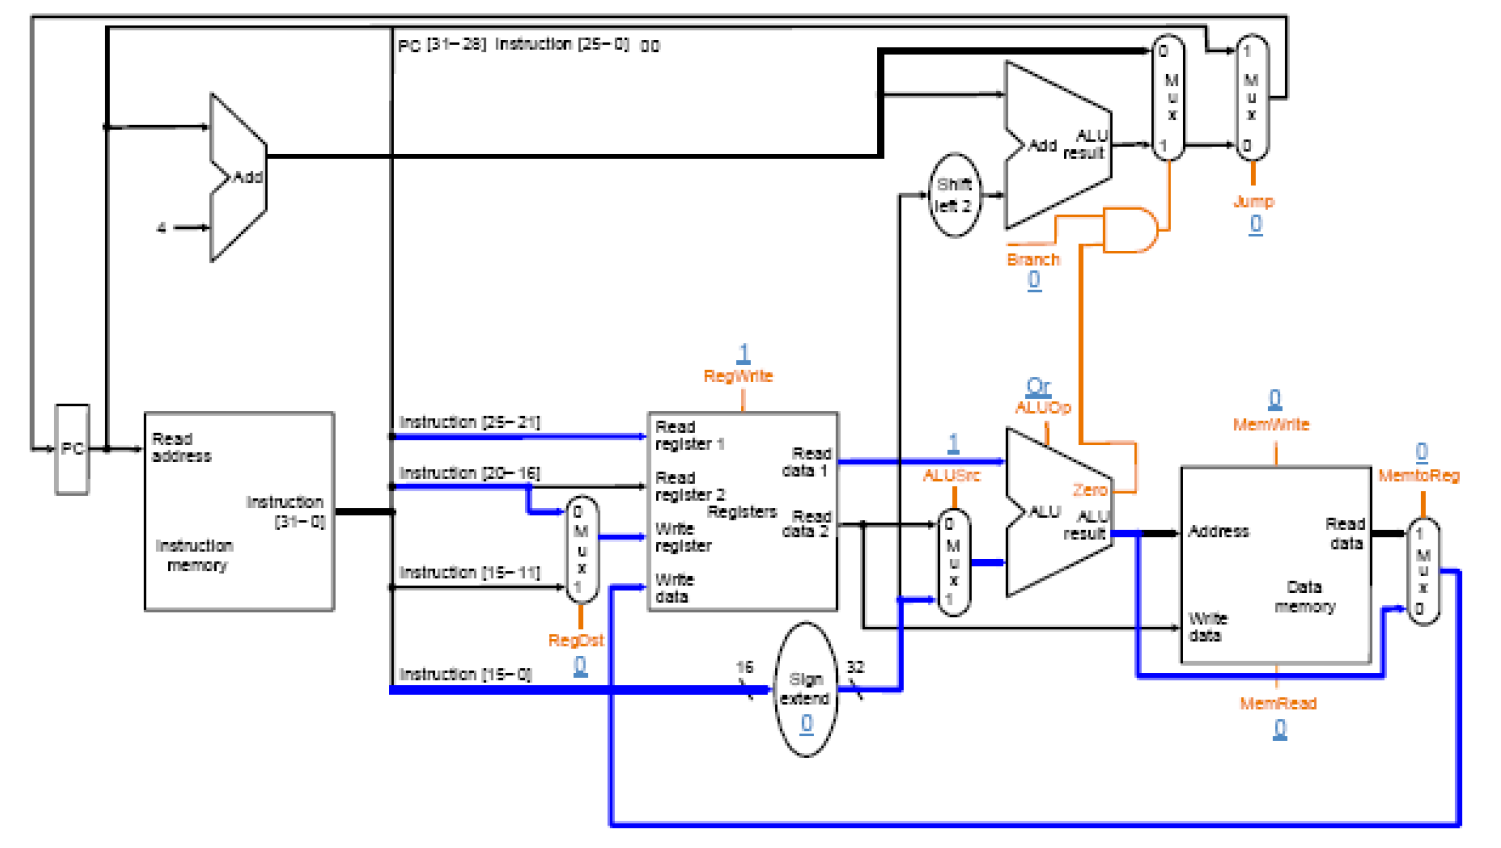 PC [31-28] Instruction [25-0] 00
0
M
u
x
1
1
M
u
x
0
Add
4
Add
ALU
result
Shift
left 2
Jump
0
Branch
0
1
RegWrite
Or
ALUOp
0
MemWrite
0
MemtoReg
1
ALUSrc
PC
Read
address
Instruction
[31-0]
Instruction
memory
Instruction [25-21]
Instruction [20-16]
Instruction [15-11]
Instruction [15-0]
0
M
u
x
1
RegDst
0
Read
register 1
Read
register 2
Write
register
Write
data
Registers
Read
data 1
Read
data 2
0
M
u
x
1
Zero
ALU
ALU
result
Address
Write
data
Read
data
Data
memory
1
M
u
x
0
16
Sign
extend
0
32
MemRead
0